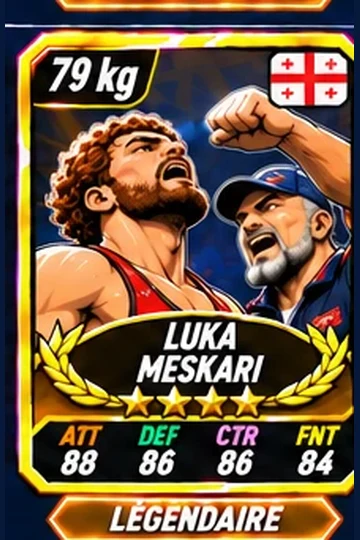 79 kg
LUKA
MESKARI
ATT DEF CTR FNT
88 86 86 84
LÉGENDAIRE